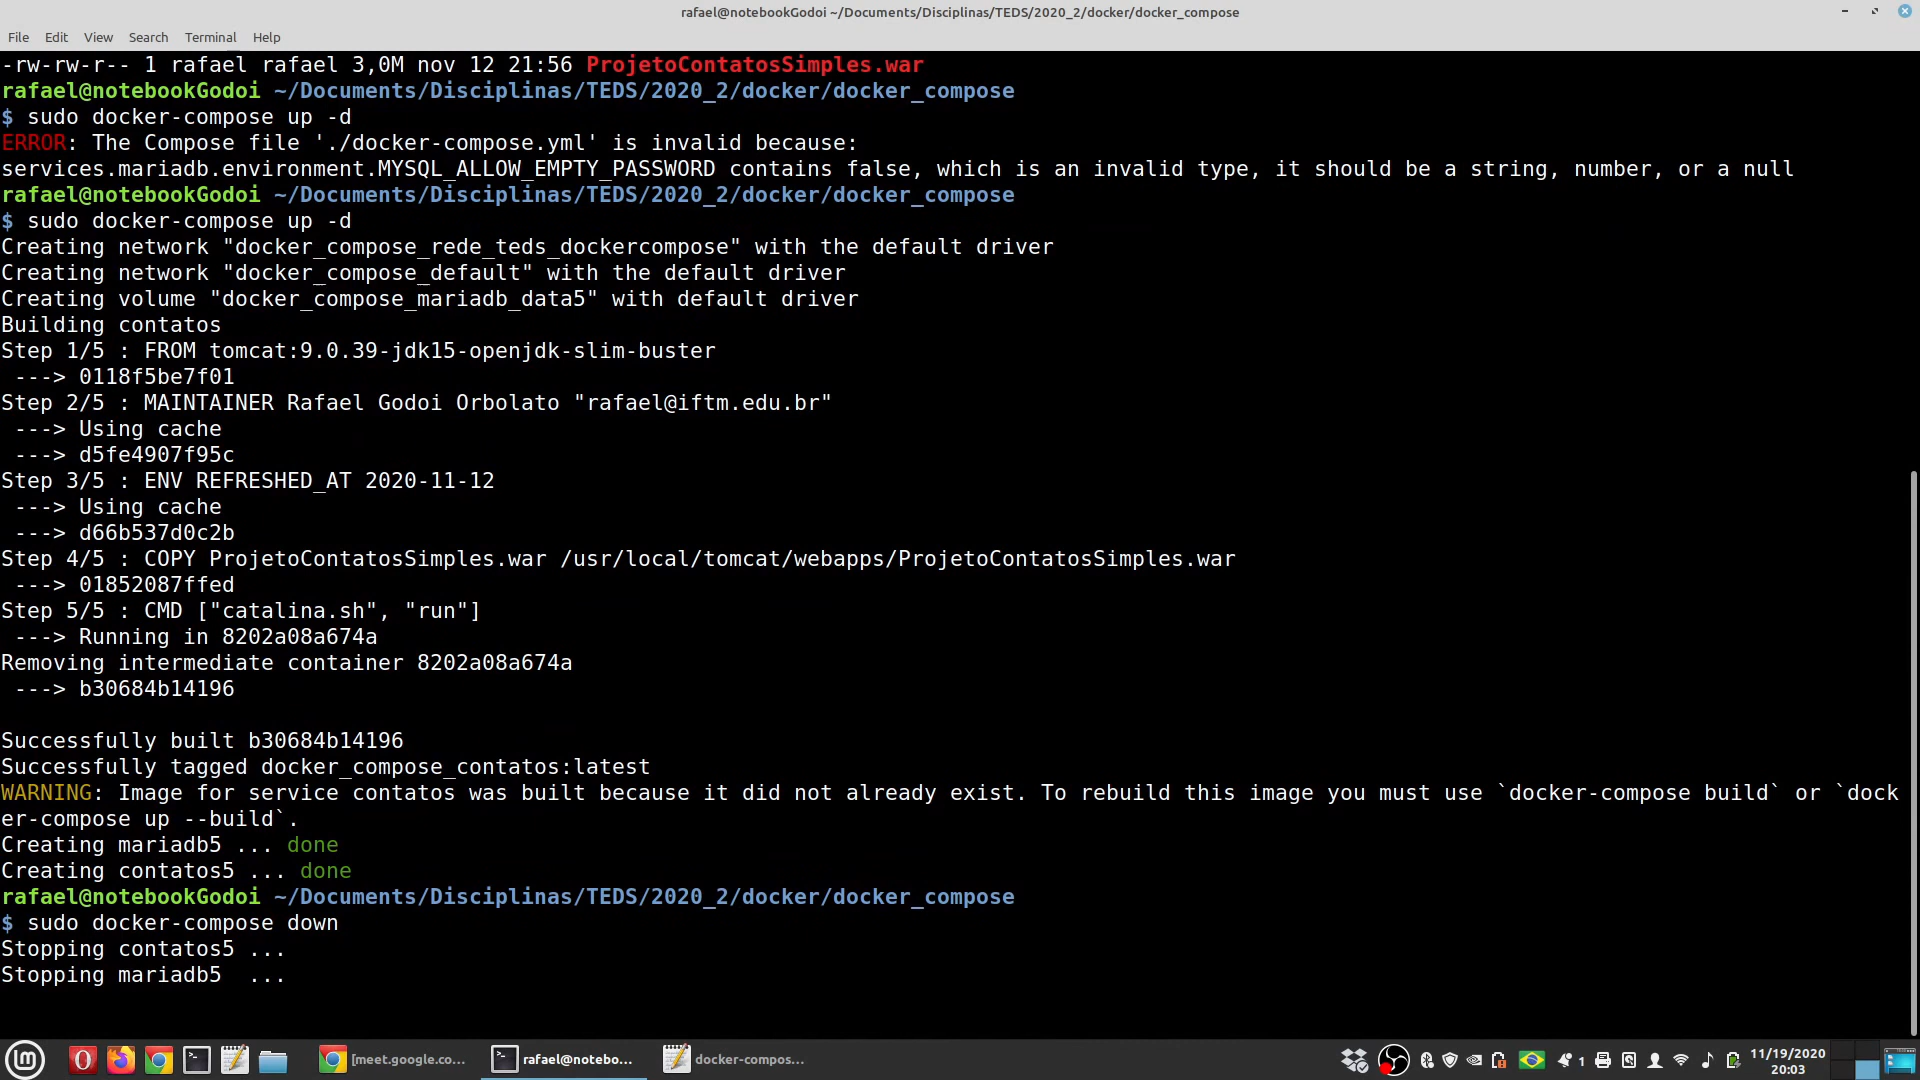 rafael@notebookGodoi ~/Documents/Disciplinas/TEDS/2020_2/docker/docker_compose
File Edit View Search Terminal Help
-rw-rw-r-- 1 rafael rafael 3,0M nov 12 21:56 ProjetoContatosSimples.war
rafael@notebookGodoi ~/Documents/Disciplinas/TEDS/2020_2/docker/docker_compose
$ sudo docker-compose up -d
ERROR: The Compose file './docker-compose.yml' is invalid because:
services.mariadb.environment.MYSQL_ALLOW_EMPTY_PASSWORD contains false, which is an invalid type, it should be a string, number, or a null
rafael@notebookGodoi ~/Documents/Disciplinas/TEDS/2020_2/docker/docker_compose
$ sudo docker-compose up -d
Creating network "docker_compose_rede_teds_dockercompose" with the default driver
Creating network "docker_compose_default" with the default driver
Creating volume "docker_compose_mariadb_data5" with default driver
Building contatos
Step 1/5 : FROM tomcat:9.0.39-jdk15-openjdk-slim-buster
 ---> 0118f5be7f01
Step 2/5 : MAINTAINER Rafael Godoi Orbolato "rafael@iftm.edu.br"
 ---> Using cache
 ---> d5fe4907f95c
Step 3/5 : ENV REFRESHED_AT 2020-11-12
 ---> Using cache
 ---> d66b537d0c2b
Step 4/5 : COPY ProjetoContatosSimples.war /usr/local/tomcat/webapps/ProjetoContatosSimples.war
 ---> 01852087ffed
Step 5/5 : CMD ["catalina.sh", "run"]
 ---> Running in 8202a08a674a
Removing intermediate container 8202a08a674a
 ---> b30684b14196
Successfully built b30684b14196
Successfully tagged docker_compose_contatos:latest
WARNING: Image for service contatos was built because it did not already exist. To rebuild this image you must use `docker-compose build` or `dock
er-compose up --build`.
Creating mariadb5 ... done
Creating contatos5 ... done
rafael@notebookGodoi ~/Documents/Disciplinas/TEDS/2020_2/docker/docker_compose
$ sudo docker-compose down
Stopping contatos5 ...
Stopping mariadb5  ...
[meet.google.co... rafael@notebo... docker-compos... 1 11/19/2020
20:03